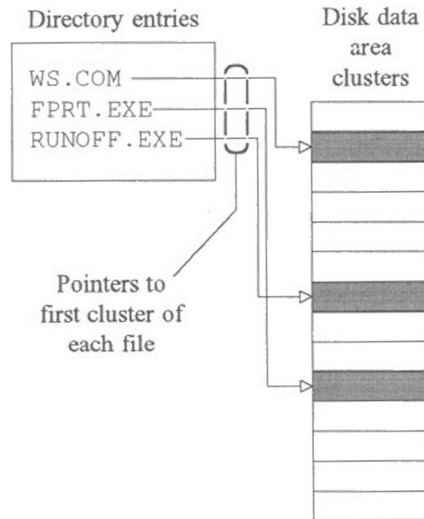 Directory entries
WS.COM
FPRT.EXE
RUNOFF.EXE
Pointers to
first cluster of
each file
Disk data
area
clusters